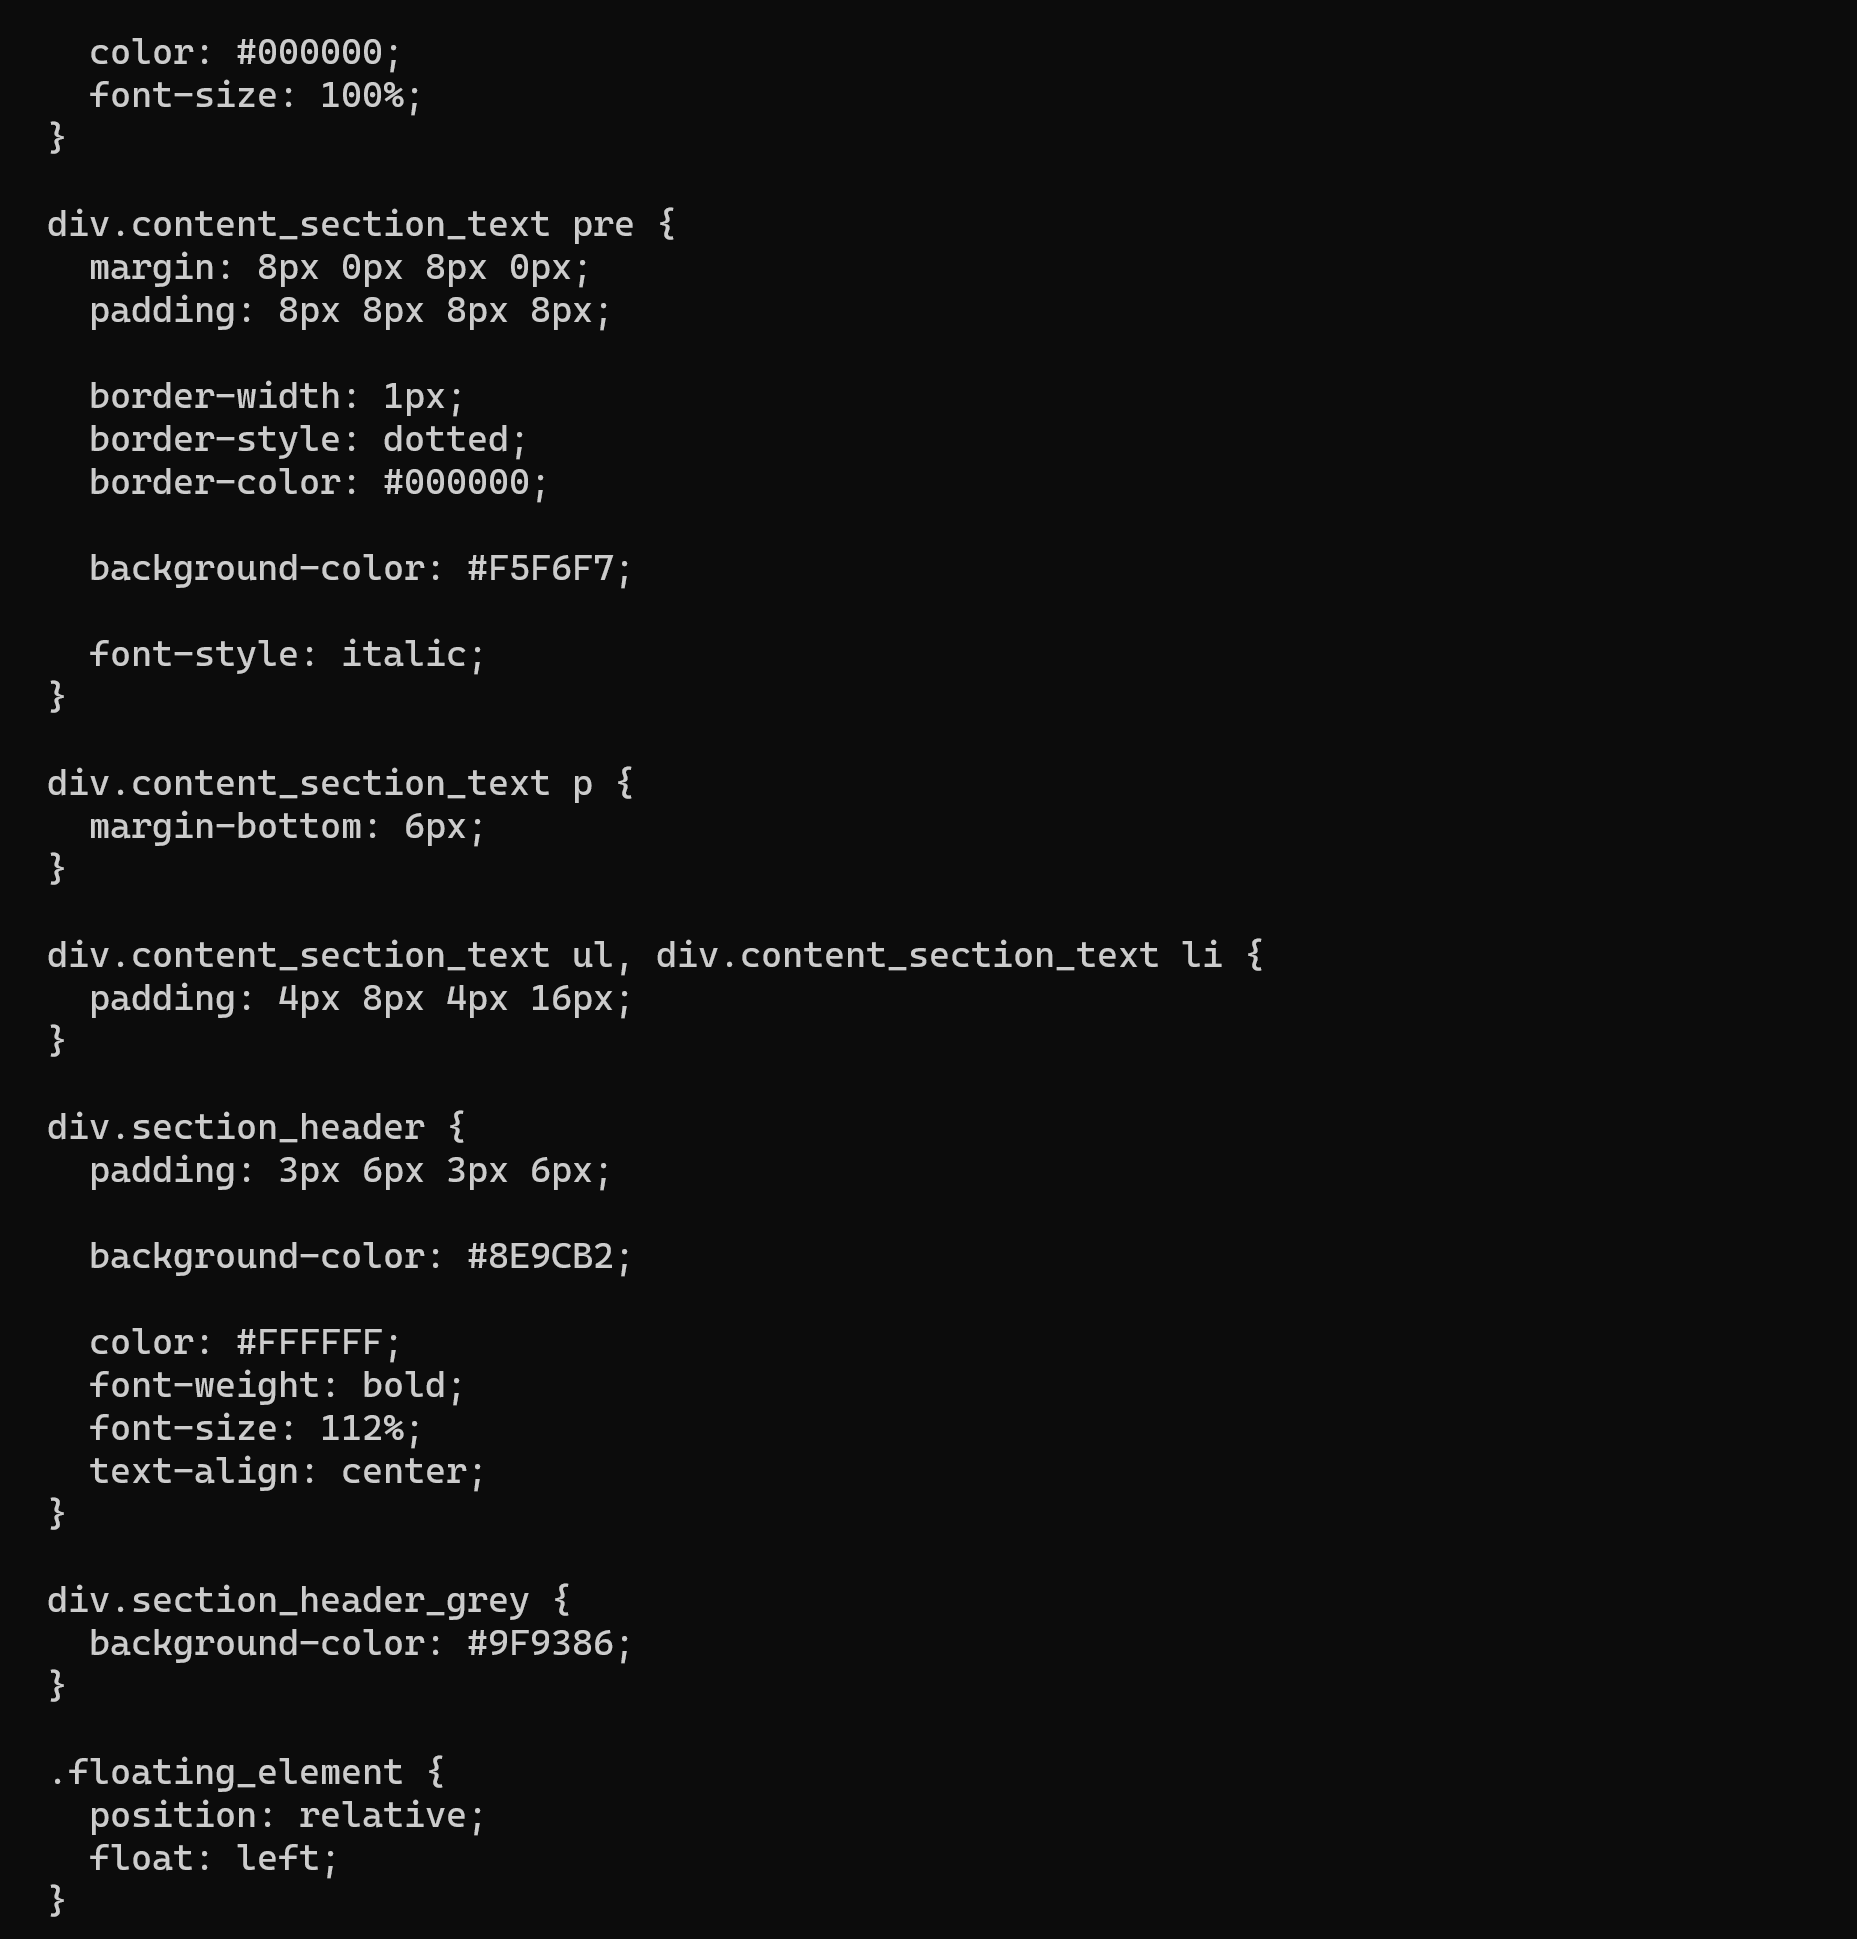 color: #000000;
  font-size: 100%;
}

div.content_section_text pre {
  margin: 8px 0px 8px 0px;
  padding: 8px 8px 8px 8px;

  border-width: 1px;
  border-style: dotted;
  border-color: #000000;

  background-color: #F5F6F7;

  font-style: italic;
}

div.content_section_text p {
  margin-bottom: 6px;
}

div.content_section_text ul, div.content_section_text li {
  padding: 4px 8px 4px 16px;
}

div.section_header {
  padding: 3px 6px 3px 6px;

  background-color: #8E9CB2;

  color: #FFFFFF;
  font-weight: bold;
  font-size: 112%;
  text-align: center;
}

div.section_header_grey {
  background-color: #9F9386;
}

.floating_element {
  position: relative;
  float: left;
}